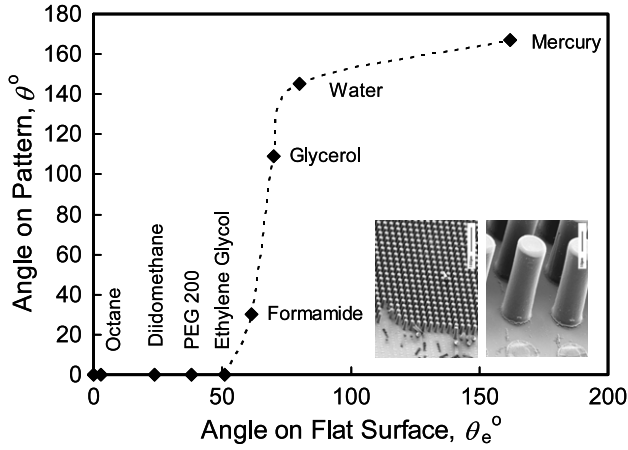 180
160
140
120
100
80
60
40
20
0
Angle on Pattern, θ°
Mercury
Water
Glycerol
Formamide
Octane
Diidomethane
PEG 200
Ethylene Glycol
0
50
100
150
200
Angle on Flat Surface, θe°